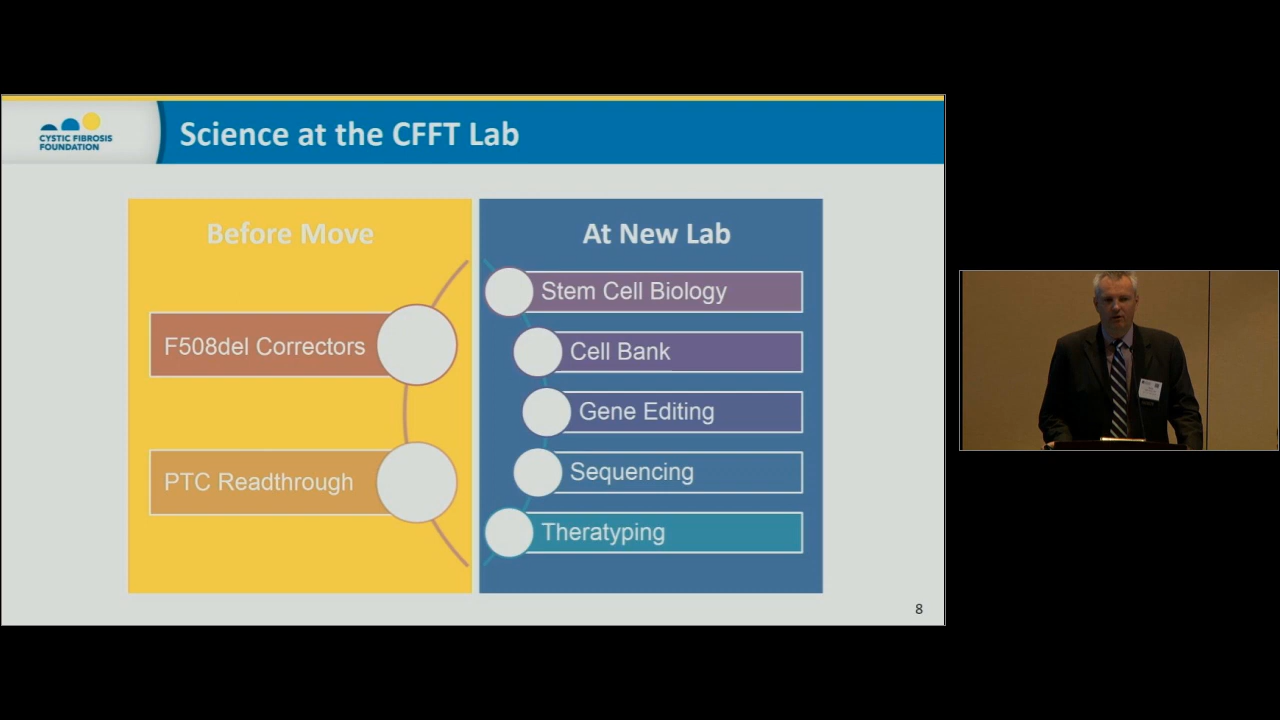 CYSTIC FIBROSIS
FOUNDATION
Science at the CFFT Lab
Before Move
F508del Correctors
PTC Readthrough
At New Lab
Stem Cell Biology
Cell Bank
Gene Editing
Sequencing
Theratyping
8